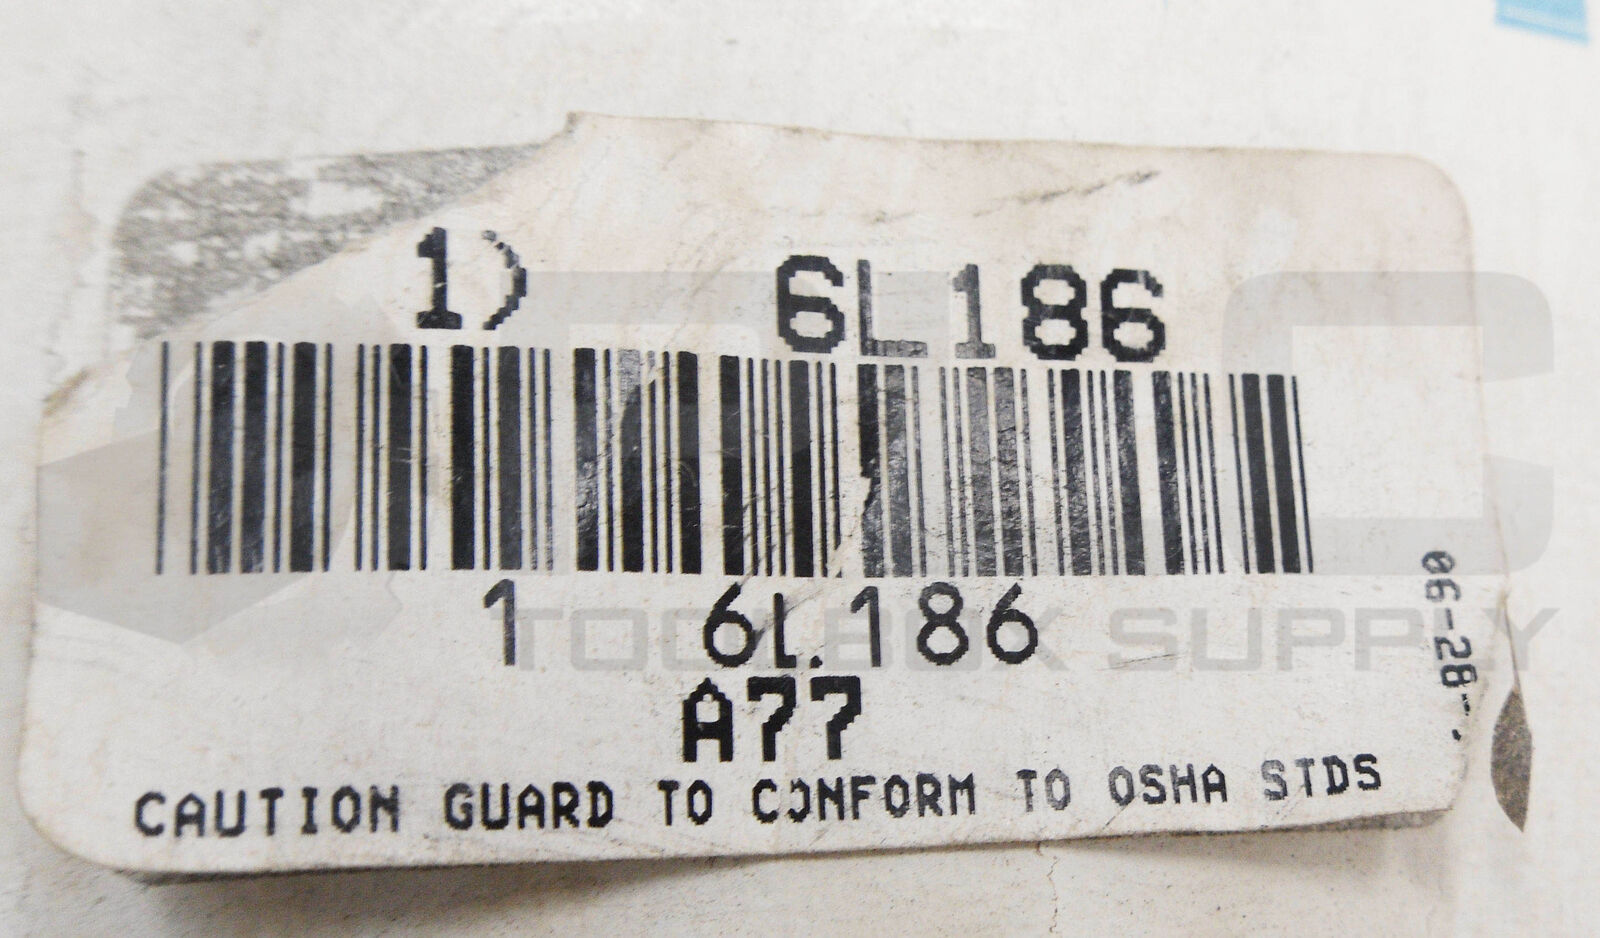 1) 6L186
1 6L186
A77
CAUTION GUARD TO CONFORM TO OSHA STDS
06-28-
TOOLBOX SUPPLY